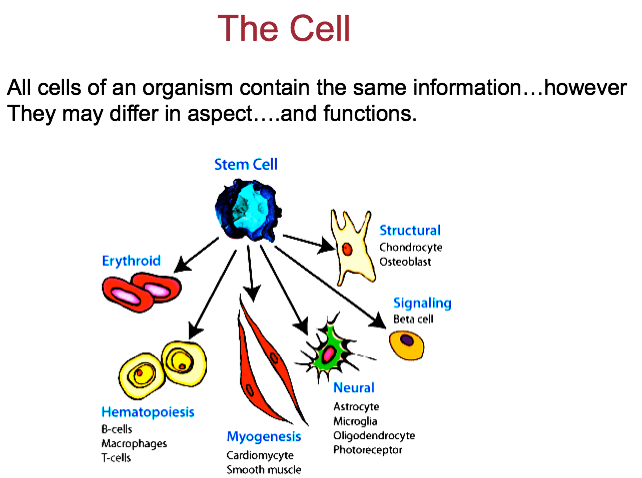 The Cell
All cells of an organism contain the same information…however
They may differ in aspect….and functions.
Stem Cell
Structural
Chondrocyte
Osteoblast
Erythroid
Signaling
Beta cell
Hematopoiesis
B-cells
Macrophages
T-cells
Myogenesis
Cardiomycyte
Smooth muscle
Neural
Astrocyte
Microglia
Oligodendrocyte
Photoreceptor